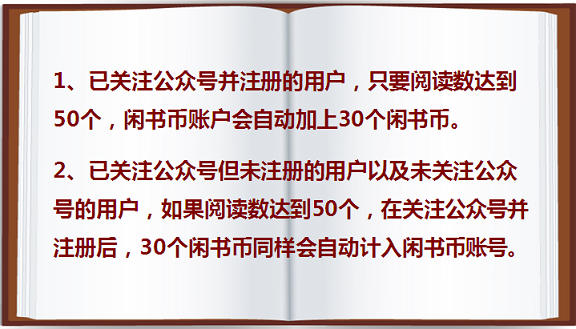 1、已关注公众号并注册的用户，只要阅读数达到
50个，闲书币账户会自动加上30个闲书币。
2、已关注公众号但未注册的用户以及未关注公众
号的用户，如果阅读数达到50个，在关注公众号并
注册后，30个闲书币同样会自动计入闲书币账号。